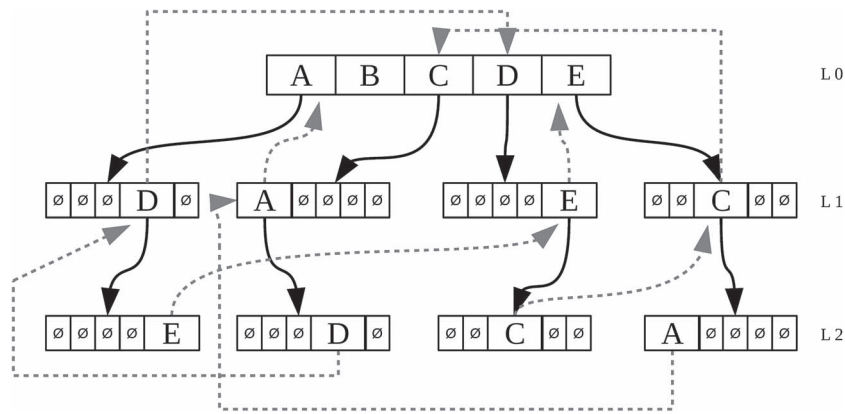 A B C D E L 0
Ø Ø Ø D Ø A Ø Ø Ø Ø Ø Ø Ø Ø E Ø Ø C Ø Ø L 1
Ø Ø Ø Ø E Ø Ø Ø D Ø Ø Ø C Ø Ø A Ø Ø Ø Ø L 2